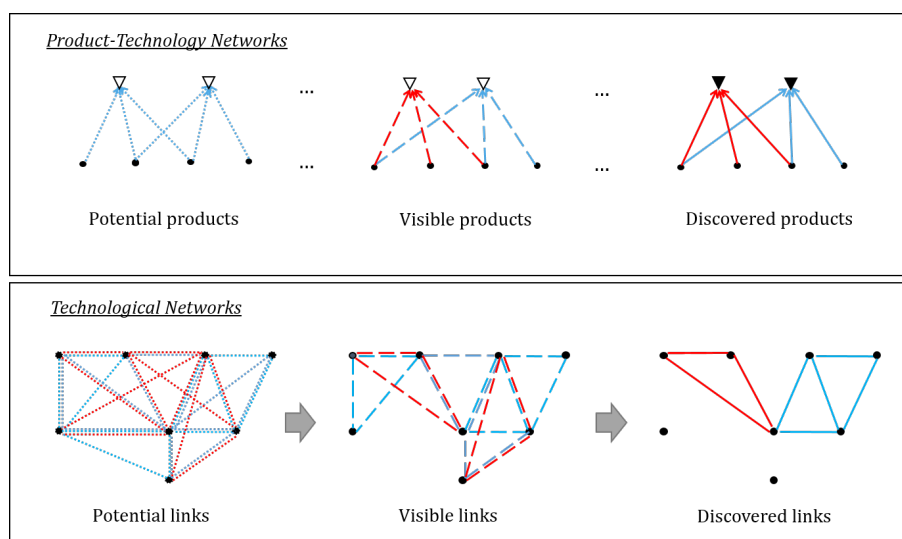 Product-Technology Networks
... ...
... ...
Potential products Visible products Discovered products
Technological Networks
Potential links Visible links Discovered links